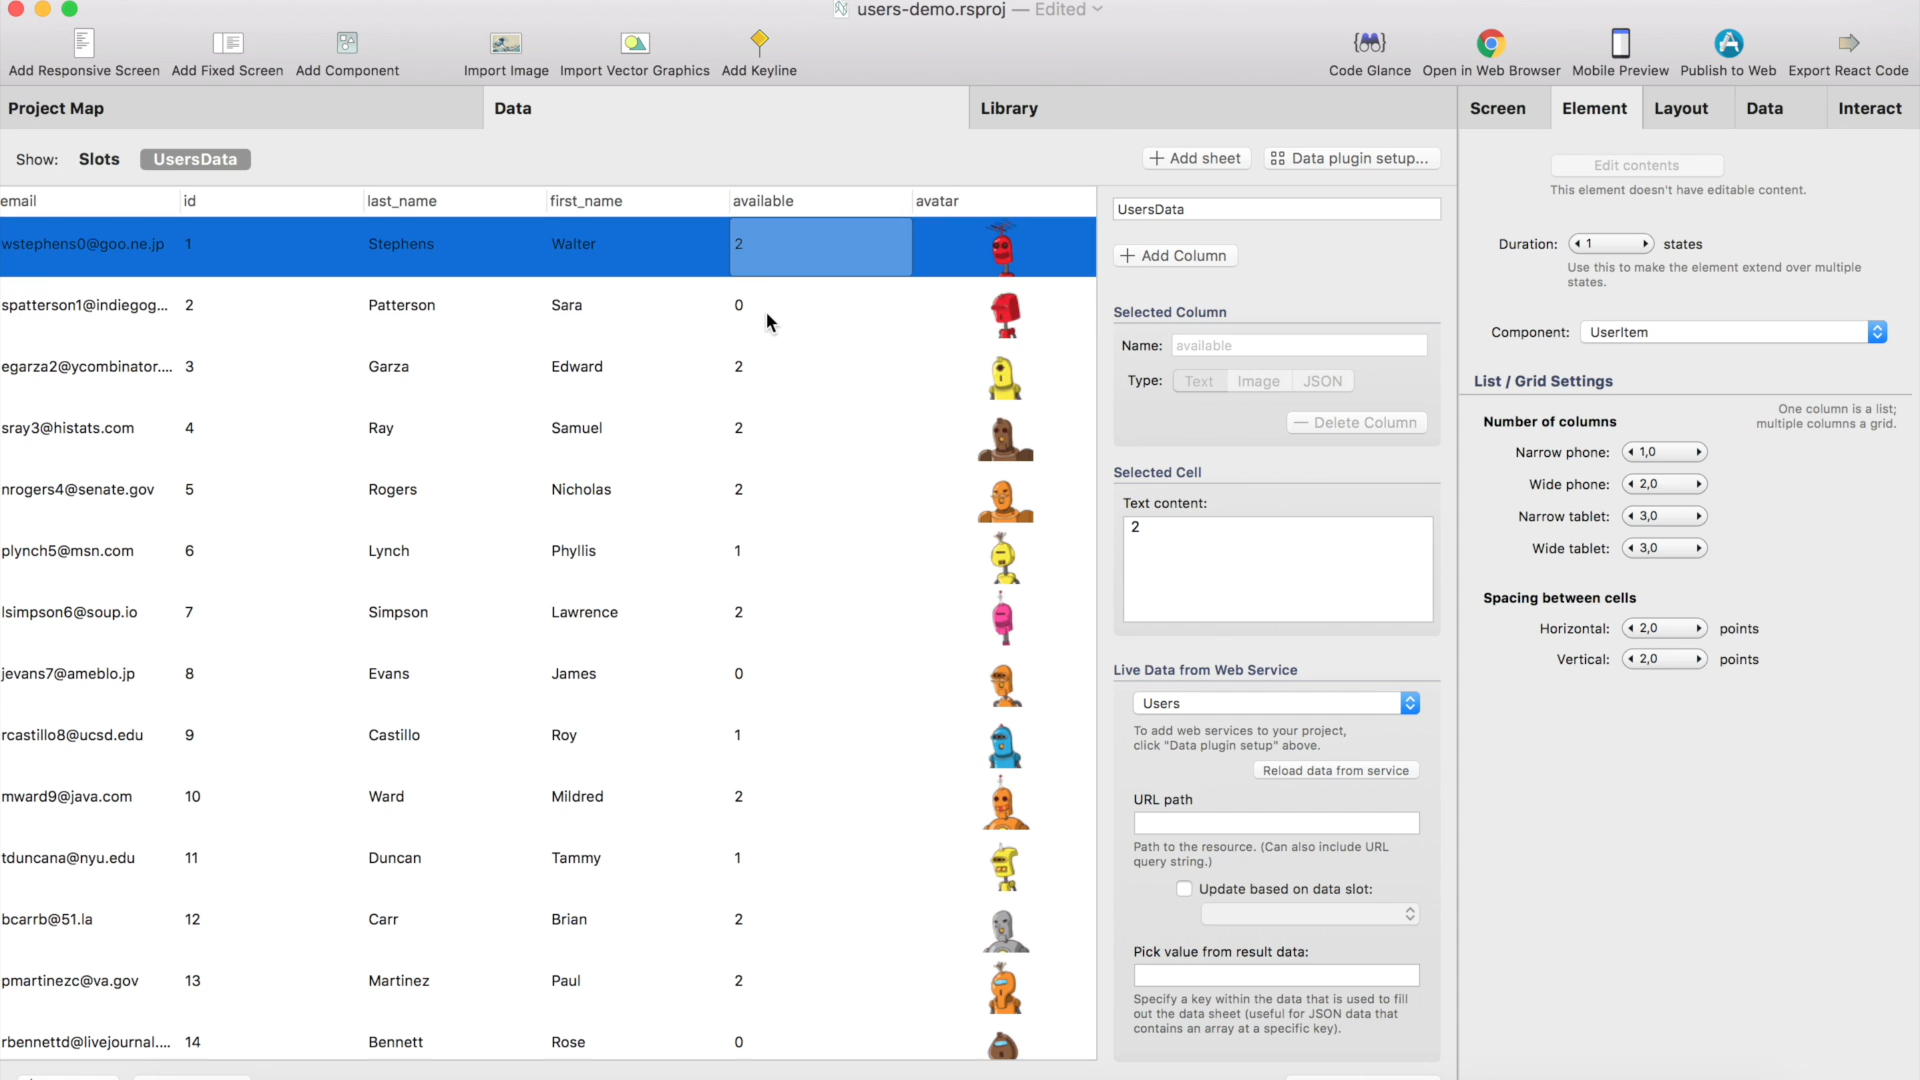 users-demo.rsproj — Edited
Add Responsive Screen
Add Fixed Screen
Add Component
Import Image
Import Vector Graphics
Add Keyline
Code Glance
Open in Web Browser
Mobile Preview
Publish to Web
Export React Code
Project Map
Data
Library
Screen
Element
Layout
Data
Interact
Show: Slots UsersData
+ Add sheet
Data plugin setup...
email id last_name first_name available avatar
wstephens0@goo.ne.jp 1 Stephens Walter 2
spatterson1@indiegog... 2 Patterson Sara 0
egarza2@ycombinator.... 3 Garza Edward 2
sray3@histats.com 4 Ray Samuel 2
nrogers4@senate.gov 5 Rogers Nicholas 2
plynch5@msn.com 6 Lynch Phyllis 1
lsimpson6@soup.io 7 Simpson Lawrence 2
jevans7@ameblo.jp 8 Evans James 0
rcastillo8@ucsd.edu 9 Castillo Roy 1
mward9@java.com 10 Ward Mildred 2
tduncana@nyu.edu 11 Duncan Tammy 1
bcarrb@51.la 12 Carr Brian 2
pmartinezc@va.gov 13 Martinez Paul 2
rbennettd@livejournal.... 14 Bennett Rose 0
UsersData
+ Add Column
Selected Column
Name: available
Type: Text Image JSON
— Delete Column
Selected Cell
Text content:
2
Live Data from Web Service
Users
To add web services to your project,
click "Data plugin setup" above.
Reload data from service
URL path
Path to the resource. (Can also include URL
query string.)
Update based on data slot:
Pick value from result data:
Specify a key within the data that is used to fill
out the data sheet (useful for JSON data that
contains an array at a specific key).
Edit contents
This element doesn't have editable content.
Duration: 1 states
Use this to make the element extend over multiple
states.
Component: UserItem
List / Grid Settings
Number of columns
One column is a list;
multiple columns a grid.
Narrow phone: 1,0
Wide phone: 2,0
Narrow tablet: 3,0
Wide tablet: 3,0
Spacing between cells
Horizontal: 2,0 points
Vertical: 2,0 points